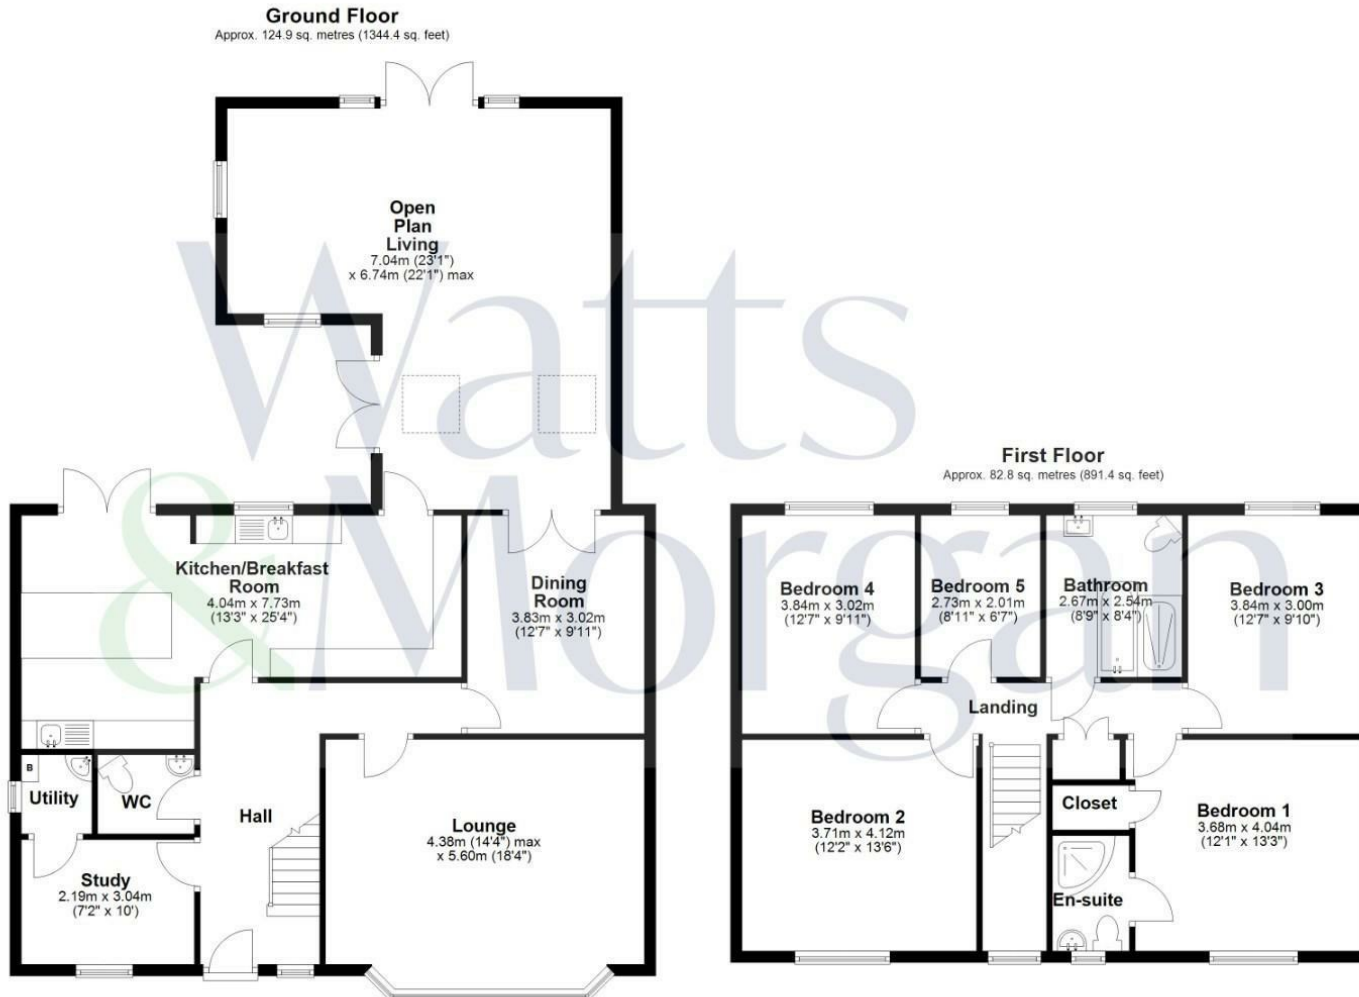 Ground Floor
Approx. 124.9 sq. metres (1344.4 sq. feet)
Open
Plan
Living
7.04m (23'1")
x 6.74m (22'1") max
Watts
&Morgan
Kitchen/Breakfast
Room
4.04m x 7.73m
(13'3" x 25'4")
Dining
Room
3.83m x 3.02m
(12'7" x 9'11")
B
Utility
WC
Hall
Lounge
4.38m (14'4") max
x 5.60m (18'4")
Study
2.19m x 3.04m
(7'2" x 10')
First Floor
Approx. 82.8 sq. metres (891.4 sq. feet)
Bedroom 4
3.84m x 3.02m
(12'7" x 9'11")
Bedroom 5
2.73m x 2.01m
(8'11" x 6'7")
Bathroom
2.67m x 2.54m
(8'9" x 8'4")
Bedroom 3
3.84m x 3.00m
(12'7" x 9'10")
Landing
Bedroom 2
3.71m x 4.12m
(12'2" x 13'6")
Closet
Bedroom 1
3.68m x 4.04m
(12'1" x 13'3")
En-suite